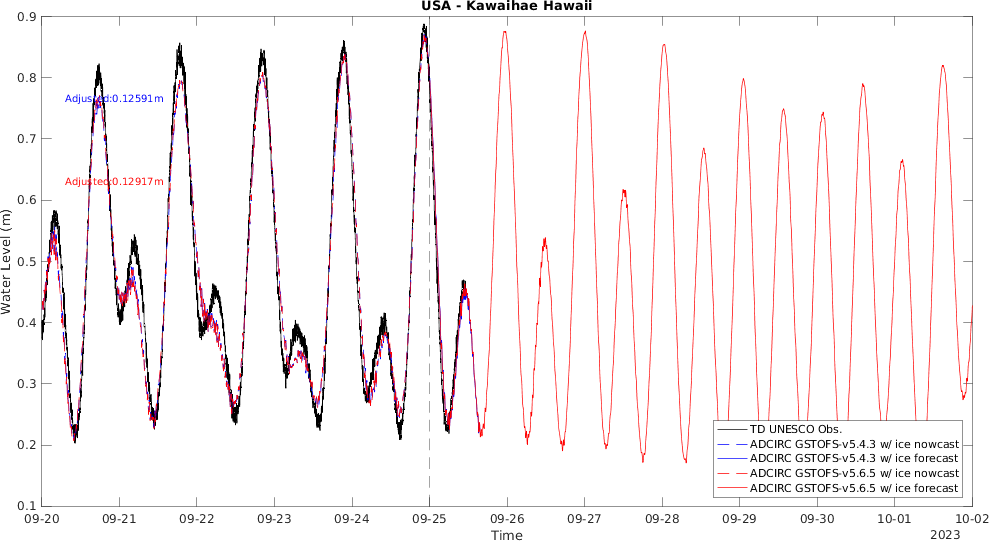 USA - Kawaihae Hawaii
0.9
0.8
0.7
0.6
0.5
0.4
0.3
0.2
0.1
Water Level (m)
Adjusted:0.12591m
Adjusted:0.12917m
TD UNESCO Obs.
ADCIRC GSTOFS-v5.4.3 w/ ice nowcast
ADCIRC GSTOFS-v5.4.3 w/ ice forecast
ADCIRC GSTOFS-v5.6.5 w/ ice nowcast
ADCIRC GSTOFS-v5.6.5 w/ ice forecast
09-20 09-21 09-22 09-23 09-24 09-25 09-26 09-27 09-28 09-29 09-30 10-01 10-02
Time
2023